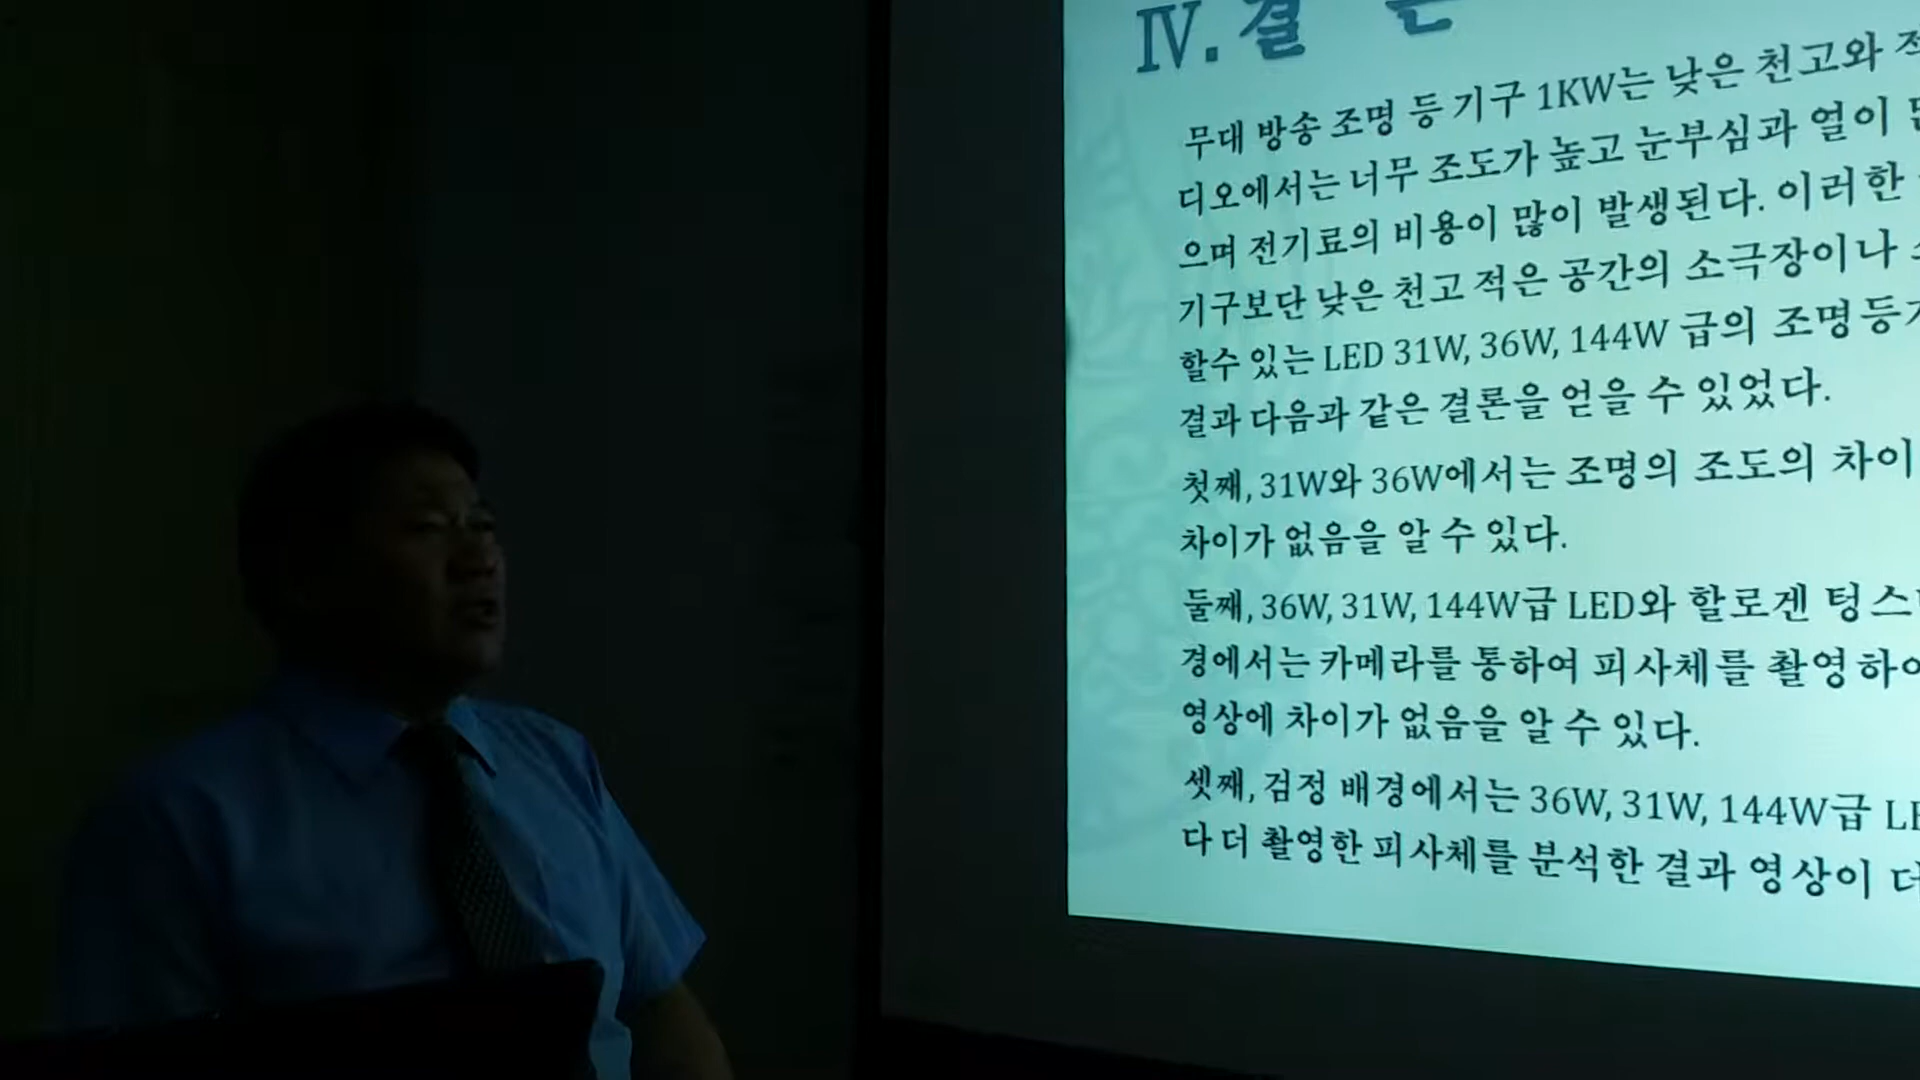 Ⅳ. 결
무대 방송 조명 등 기구 1KW는 낮은 천고와
디오에서는 너무 조도가 높고 눈부심과 열이
으며 전기료의 비용이 많이 발생된다. 이러한
기구보단 낮은 천고 적은 공간의 소극장이나
할수 있는 LED 31W, 36W, 144W 급의 조명등
결과 다음과 같은 결론을 얻을 수 있었다.
첫째, 31W와 36W에서는 조명의 조도의 차이
차이가 없음을 알 수 있다.
둘째, 36W, 31W, 144W급 LED와 할로겐 텅스
경에서는 카메라를 통하여 피사체를 촬영하여
영상에 차이가 없음을 알 수 있다.
셋째, 검정 배경에서는 36W, 31W, 144W급
다 더 촬영한 피사체를 분석한 결과 영상이 더